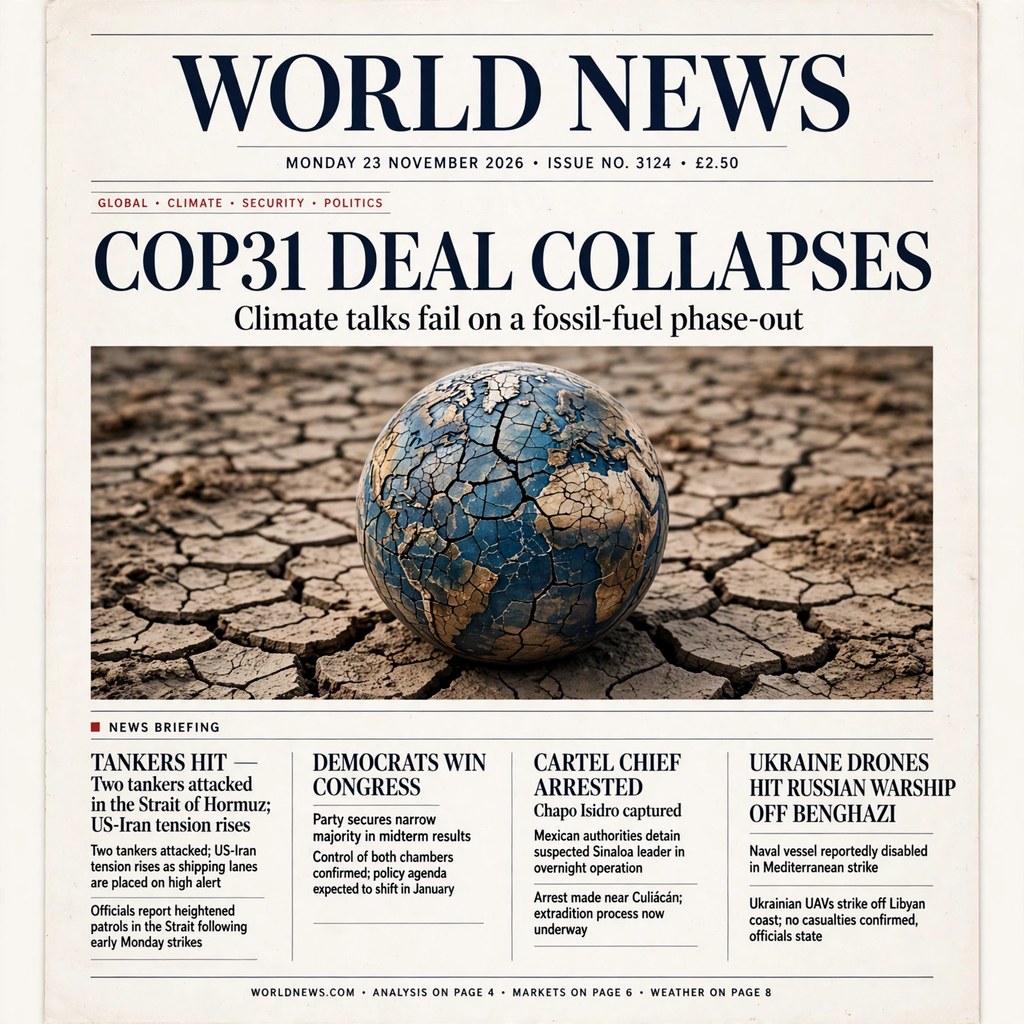 WORLD NEWS
MONDAY 23 NOVEMBER 2026 • ISSUE NO. 3124 • £2.50
GLOBAL • CLIMATE • SECURITY • POLITICS
COP31 DEAL COLLAPSES
Climate talks fail on a fossil-fuel phase-out
NEWS BRIEFING
TANKERS HIT —
Two tankers attacked
in the Strait of Hormuz;
US-Iran tension rises
Two tankers attacked; US-Iran
tension rises as shipping lanes
are placed on high alert
Officials report heightened
patrols in the Strait following
early Monday strikes
DEMOCRATS WIN
CONGRESS
Party secures narrow
majority in midterm results
Control of both chambers
confirmed; policy agenda
expected to shift in January
CARTEL CHIEF
ARRESTED
Chapo Isidro captured
Mexican authorities detain
suspected Sinaloa leader in
overnight operation
Arrest made near Culiácán;
extradition process now
underway
UKRAINE DRONES
HIT RUSSIAN WARSHIP
OFF BENGHAZI
Naval vessel reportedly disabled
in Mediterranean strike
Ukrainian UAVs strike off Libyan
coast; no casualties confirmed,
officials state
WORLDNEWS.COM • ANALYSIS ON PAGE 4 • MARKETS ON PAGE 6 • WEATHER ON PAGE 8